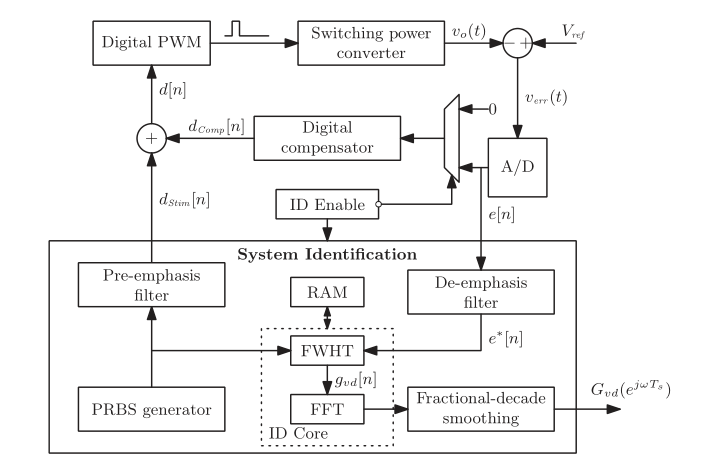 Digital PWM
Switching power
converter
v_o(t)
− +
V_ref
d[n]
v_err(t)
+
d_Comp[n]
Digital
compensator
0
A/D
d_Stim[n]
ID Enable
e[n]
System Identification
Pre-emphasis
filter
RAM
De-emphasis
filter
e*[n]
FWHT
g_vd[n]
PRBS generator
FFT
Fractional-decade
smoothing
G_vd(e^{jωT_s})
ID Core